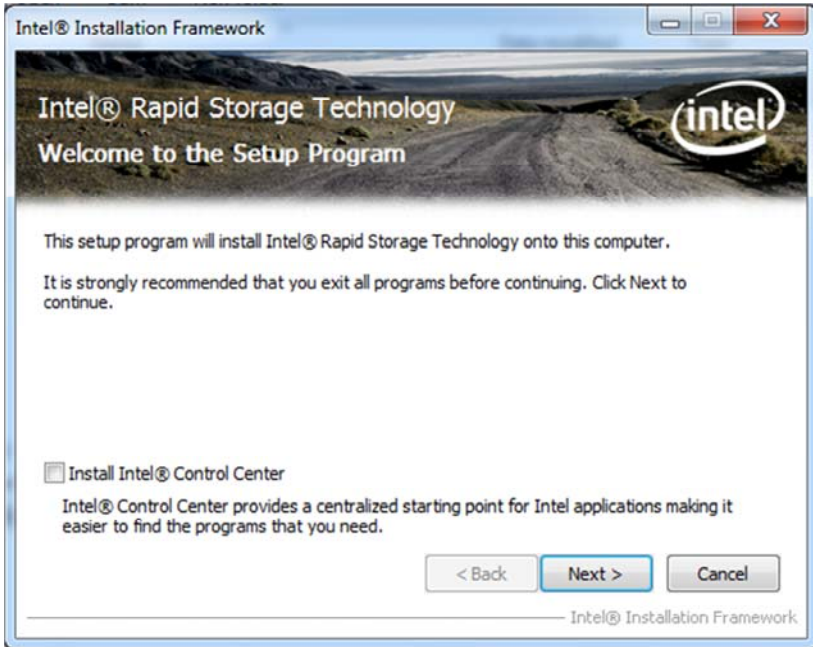 Intel® Installation Framework
Intel® Rapid Storage Technology
Welcome to the Setup Program
intel
This setup program will install Intel® Rapid Storage Technology onto this computer.
It is strongly recommended that you exit all programs before continuing. Click Next to
continue.
Install Intel® Control Center
Intel® Control Center provides a centralized starting point for Intel applications making it
easier to find the programs that you need.
< Back Next > Cancel
Intel® Installation Framework